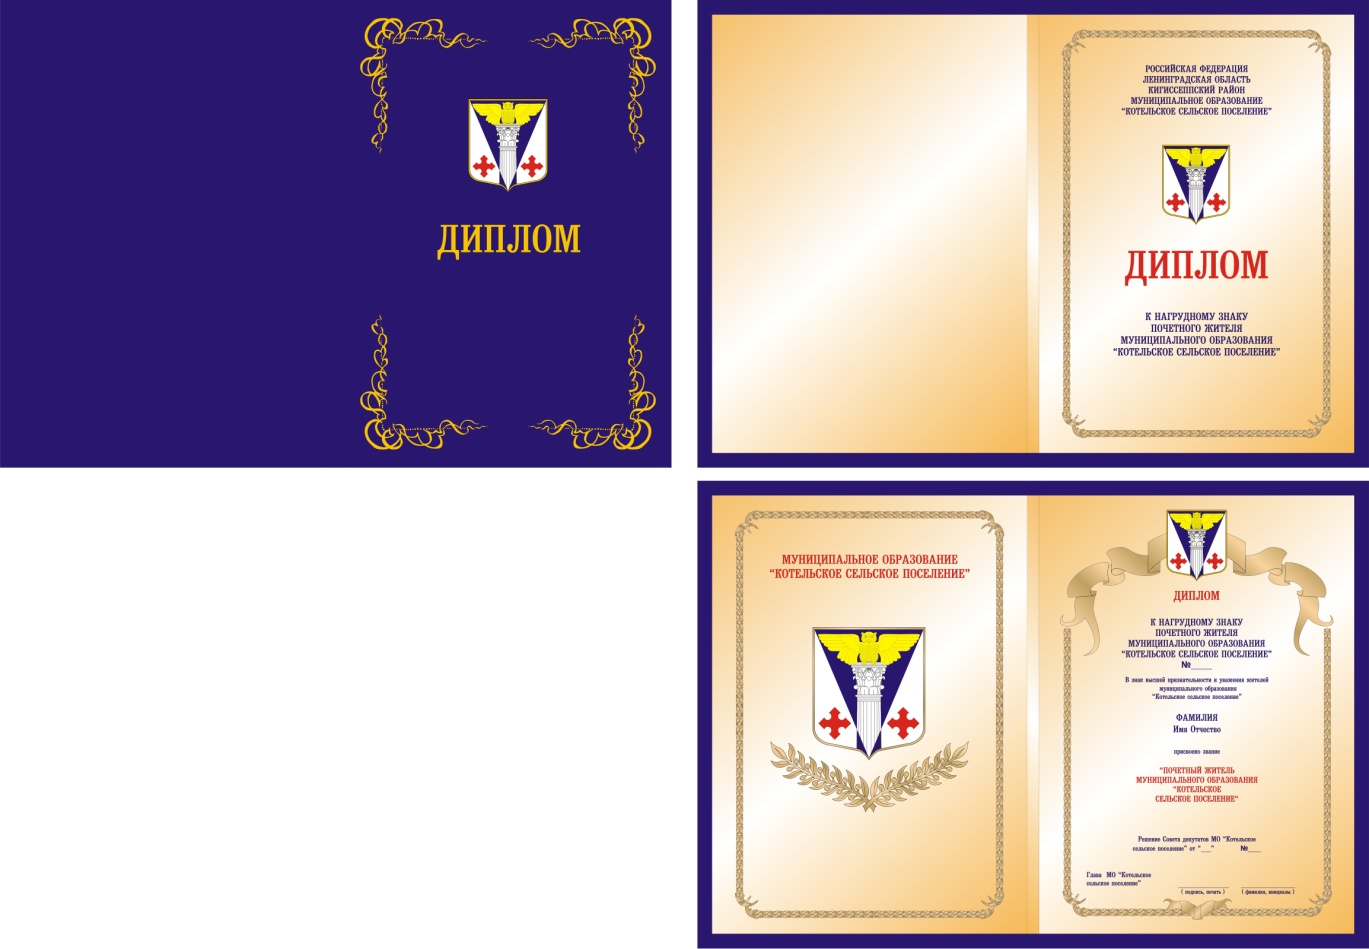 ДИПЛОМ
РОССИЙСКАЯ ФЕДЕРАЦИЯ
ЛЕНИНГРАДСКАЯ ОБЛАСТЬ
КИГИССЕППСКИЙ РАЙОН
МУНИЦИПАЛЬНОЕ ОБРАЗОВАНИЕ
“КОТЕЛЬСКОЕ СЕЛЬСКОЕ ПОСЕЛЕНИЕ”
ДИПЛОМ
К НАГРУДНОМУ ЗНАКУ
ПОЧЕТНОГО ЖИТЕЛЯ
МУНИЦИПАЛЬНОГО ОБРАЗОВАНИЯ
“КОТЕЛЬСКОЕ СЕЛЬСКОЕ ПОСЕЛЕНИЕ”
МУНИЦИПАЛЬНОЕ ОБРАЗОВАНИЕ
“КОТЕЛЬСКОЕ СЕЛЬСКОЕ ПОСЕЛЕНИЕ”
ДИПЛОМ
К НАГРУДНОМУ ЗНАКУ
ПОЧЕТНОГО ЖИТЕЛЯ
МУНИЦИПАЛЬНОГО ОБРАЗОВАНИЯ
“КОТЕЛЬСКОЕ СЕЛЬСКОЕ ПОСЕЛЕНИЕ”
№____
В знак высшей признательности и уважения жителей
муниципального образования
“Котельское сельское поселение”
ФАМИЛИЯ
Имя Отчество
присвоено звание
“ПОЧЕТНЫЙ ЖИТЕЛЬ
МУНИЦИПАЛЬНОГО ОБРАЗОВАНИЯ
“КОТЕЛЬСКОЕ
СЕЛЬСКОЕ ПОСЕЛЕНИЕ”
Решение Совета депутатов МО “Котельское
сельское поселение” от “___” №____
Глава МО “Котельское
сельское поселение”
( подпись, печать ) ( фамилия, инициалы )